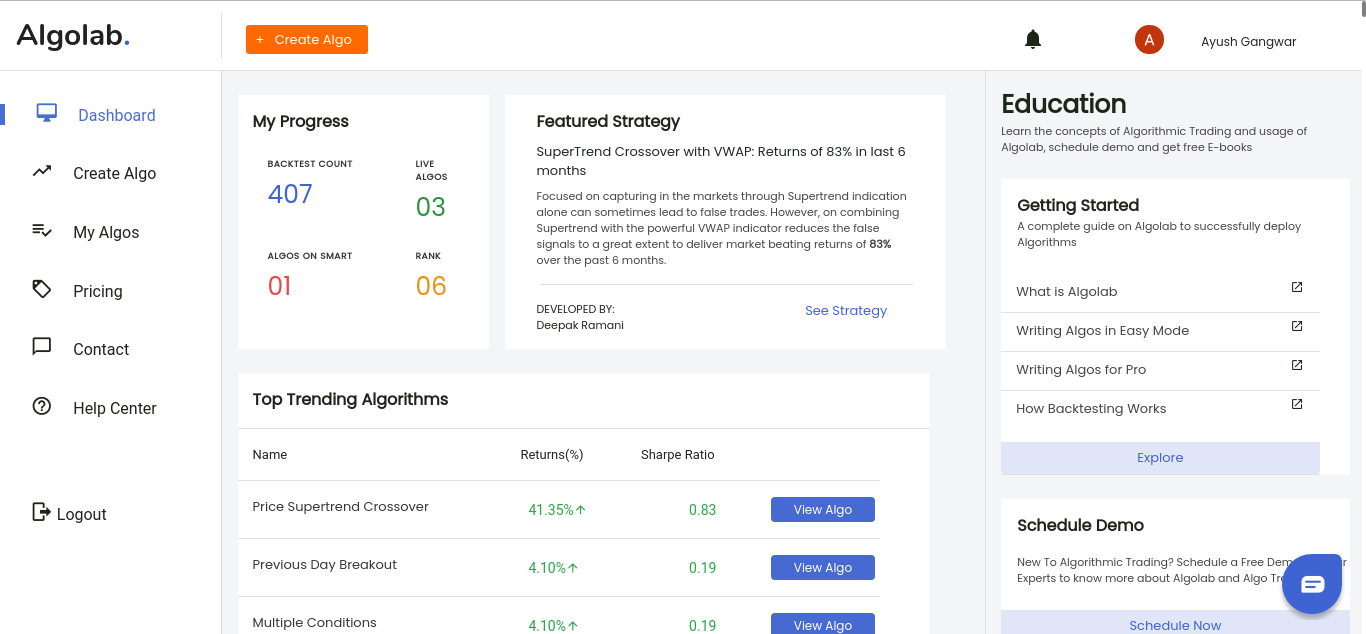 Algolab.
+ Create Algo
A
Ayush Gangwar
Dashboard
Create Algo
My Algos
Pricing
Contact
Help Center
Logout
My Progress
BACKTEST COUNT
407
LIVE
ALGOS
03
ALGOS ON SMART
01
RANK
06
Featured Strategy
SuperTrend Crossover with VWAP: Returns of 83% in last 6
months
Focused on capturing in the markets through Supertrend indication
alone can sometimes lead to false trades. However, on combining
Supertrend with the powerful VWAP indicator reduces the false
signals to a great extent to deliver market beating returns of 83%
over the past 6 months.
DEVELOPED BY:
Deepak Ramani
See Strategy
Top Trending Algorithms
Name Returns(%) Sharpe Ratio
Price Supertrend Crossover 41.35%↑ 0.83 View Algo
Previous Day Breakout 4.10%↑ 0.19 View Algo
Multiple Conditions 4.10%↑ 0.19 View Algo
Education
Learn the concepts of Algorithmic Trading and usage of
Algolab, schedule demo and get free E-books
Getting Started
A complete guide on Algolab to successfully deploy
Algorithms
What is Algolab
Writing Algos in Easy Mode
Writing Algos for Pro
How Backtesting Works
Explore
Schedule Demo
New To Algorithmic Trading? Schedule a Free
Experts to know more about Algolab and Algo
Schedule Now